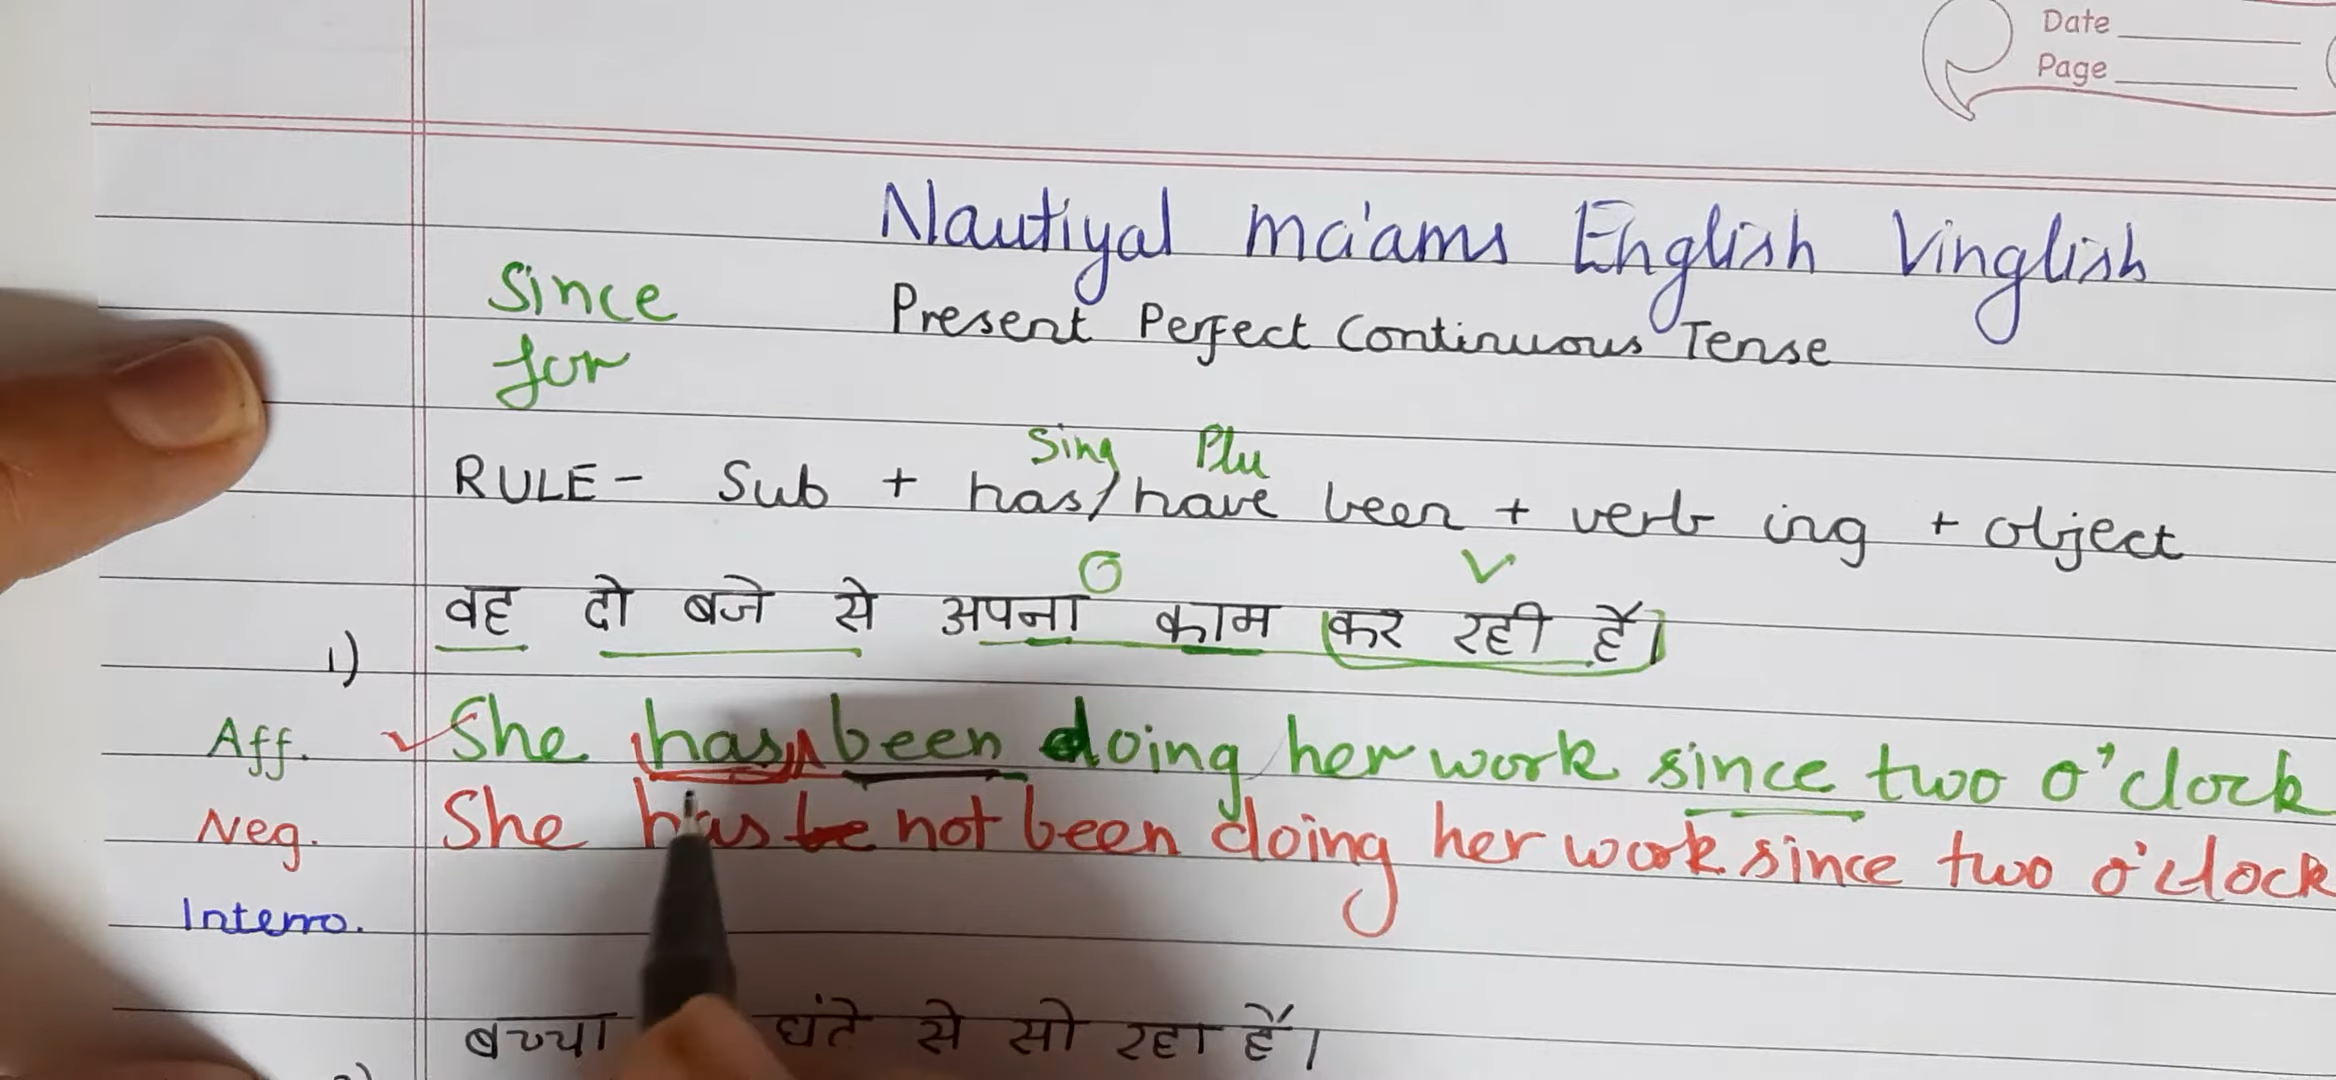 Date
Page
Nautiyal ma'ams English Vinglish
Since
for
Present Perfect Continuous Tense
Sing Plu
RULE - Sub + has/have been + verb ing + object
O V
1) वह दो बजे से अपना काम कर रही हैं।
Aff. She has been doing her work since two o'clock
Neg. She has be not been doing her work since two o'clock
Interro.
बच्चा घंटे से सो रहा हैं।